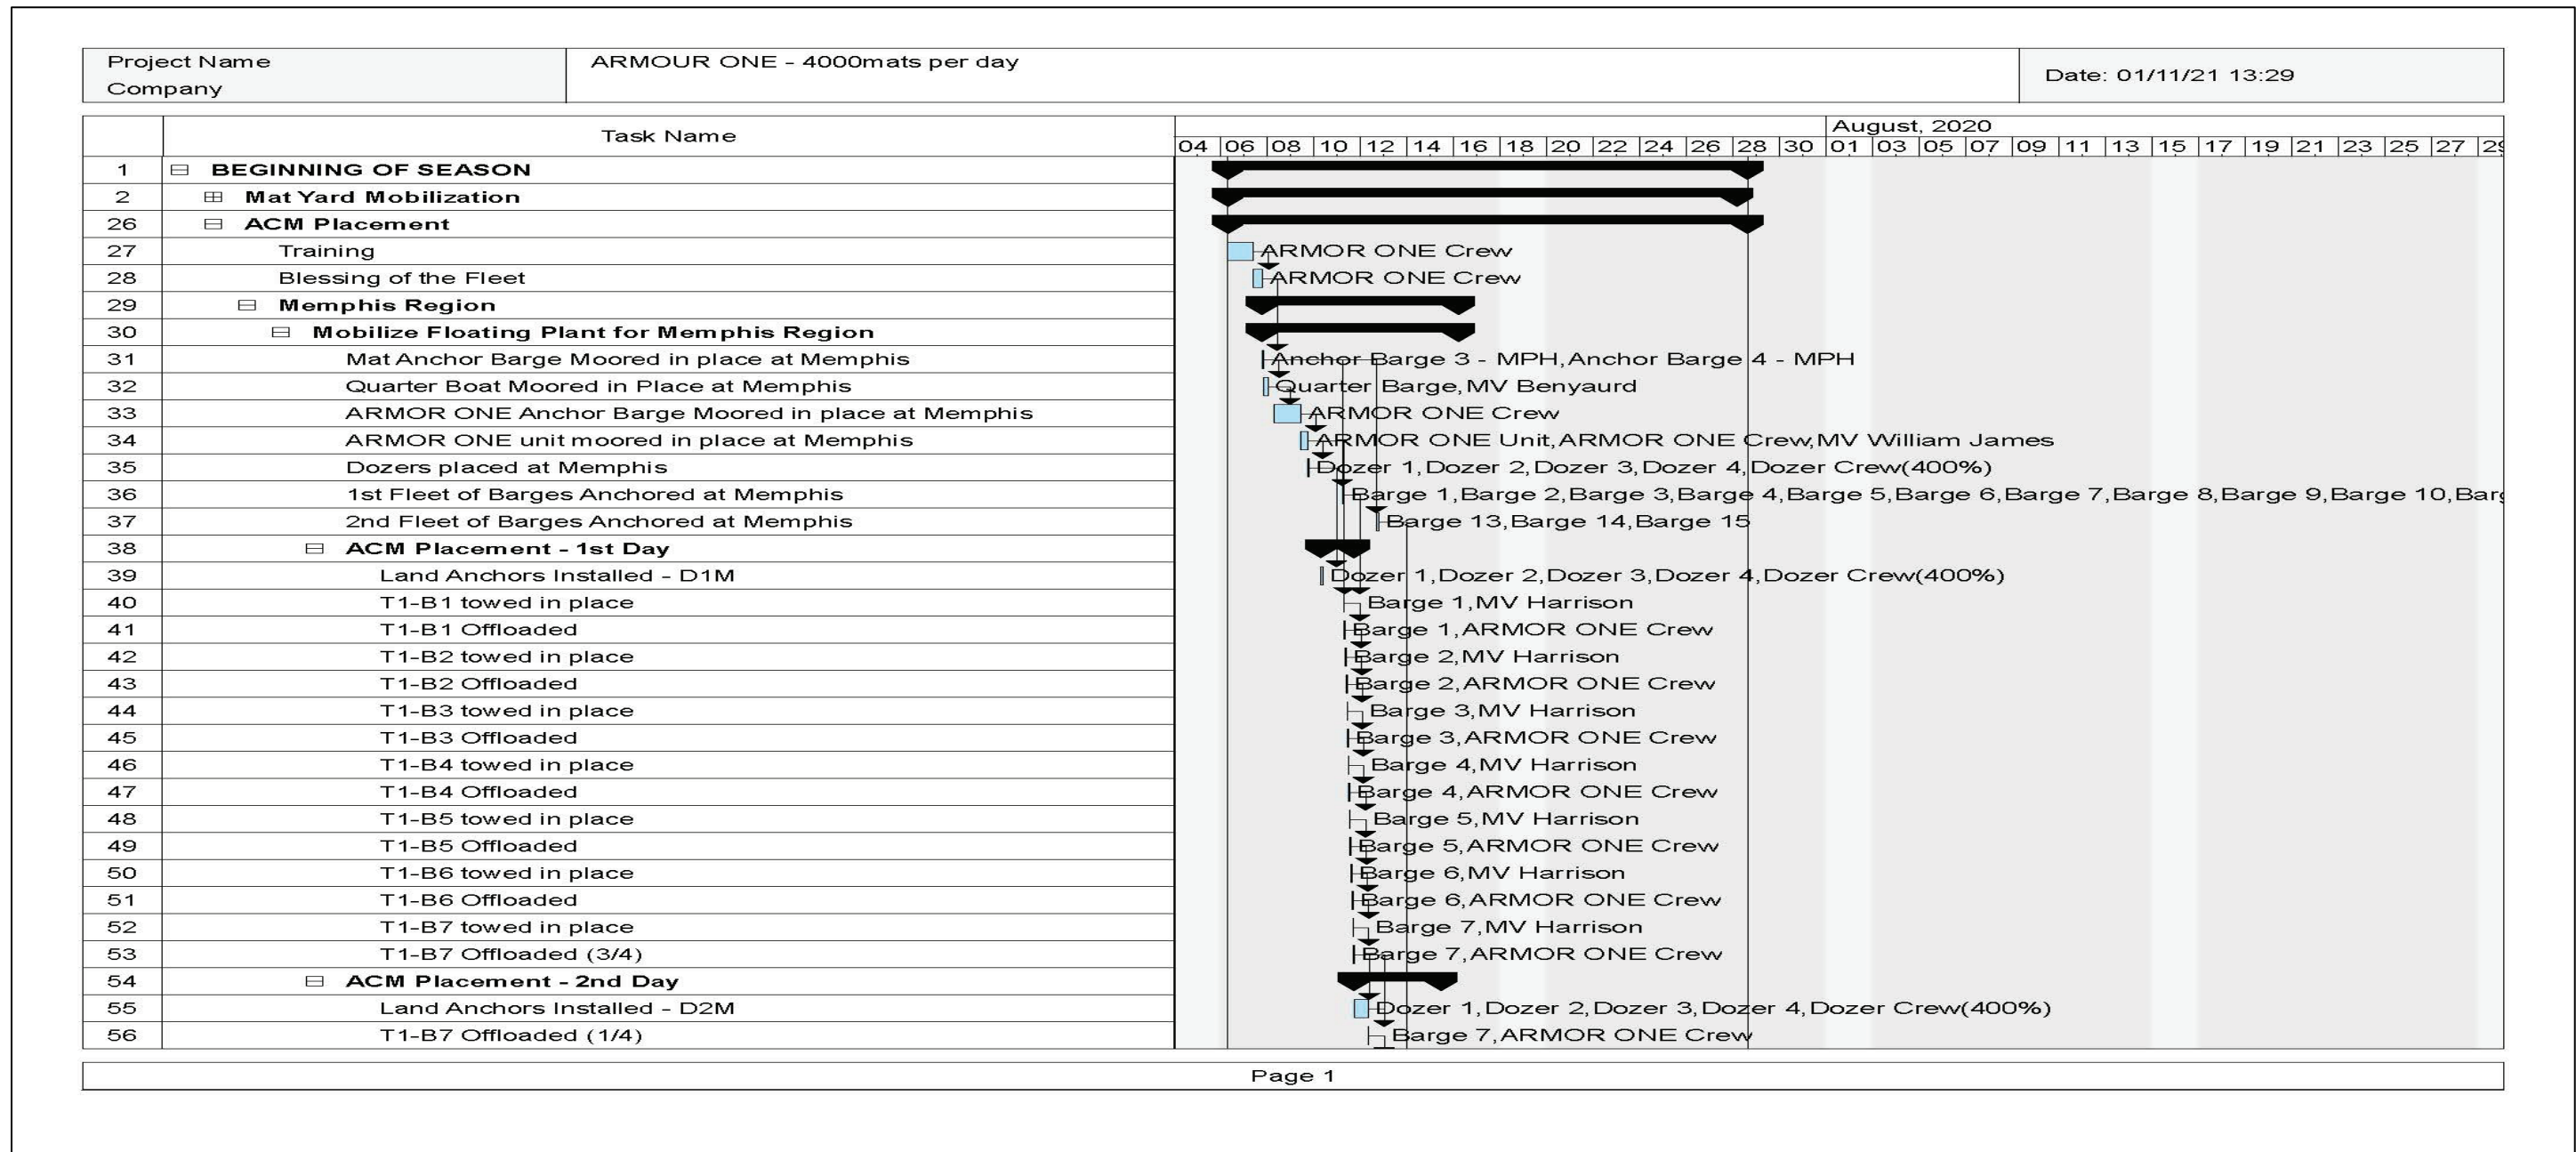 Project Name
Company
ARMOUR ONE - 4000mats per day
Date: 01/11/21 13:29
Task Name
August, 2020
04 06 08 10 12 14 16 18 20 22 24 26 28 30 01 03 05 07 09 11 13 15 17 19 21 23 25 27 29
1 BEGINNING OF SEASON
2 Mat Yard Mobilization
26 ACM Placement
27 Training ARMOR ONE Crew
28 Blessing of the Fleet ARMOR ONE Crew
29 Memphis Region
30 Mobilize Floating Plant for Memphis Region
31 Mat Anchor Barge Moored in place at Memphis Anchor Barge 3 - MPH,Anchor Barge 4 - MPH
32 Quarter Boat Moored in Place at Memphis Quarter Barge,MV Benyaurd
33 ARMOR ONE Anchor Barge Moored in place at Memphis ARMOR ONE Crew
34 ARMOR ONE unit moored in place at Memphis ARMOR ONE Unit,ARMOR ONE Crew,MV William James
35 Dozers placed at Memphis Dozer 1,Dozer 2,Dozer 3,Dozer 4,Dozer Crew(400%)
36 1st Fleet of Barges Anchored at Memphis Barge 1,Barge 2,Barge 3,Barge 4,Barge 5,Barge 6,Barge 7,Barge 8,Barge 9,Barge 10,Barg
37 2nd Fleet of Barges Anchored at Memphis Barge 13,Barge 14,Barge 15
38 ACM Placement - 1st Day
39 Land Anchors Installed - D1M Dozer 1,Dozer 2,Dozer 3,Dozer 4,Dozer Crew(400%)
40 T1-B1 towed in place Barge 1,MV Harrison
41 T1-B1 Offloaded Barge 1,ARMOR ONE Crew
42 T1-B2 towed in place Barge 2,MV Harrison
43 T1-B2 Offloaded Barge 2,ARMOR ONE Crew
44 T1-B3 towed in place Barge 3,MV Harrison
45 T1-B3 Offloaded Barge 3,ARMOR ONE Crew
46 T1-B4 towed in place Barge 4,MV Harrison
47 T1-B4 Offloaded Barge 4,ARMOR ONE Crew
48 T1-B5 towed in place Barge 5,MV Harrison
49 T1-B5 Offloaded Barge 5,ARMOR ONE Crew
50 T1-B6 towed in place Barge 6,MV Harrison
51 T1-B6 Offloaded Barge 6,ARMOR ONE Crew
52 T1-B7 towed in place Barge 7,MV Harrison
53 T1-B7 Offloaded (3/4) Barge 7,ARMOR ONE Crew
54 ACM Placement - 2nd Day
55 Land Anchors Installed - D2M Dozer 1,Dozer 2,Dozer 3,Dozer 4,Dozer Crew(400%)
56 T1-B7 Offloaded (1/4) Barge 7,ARMOR ONE Crew
Page 1